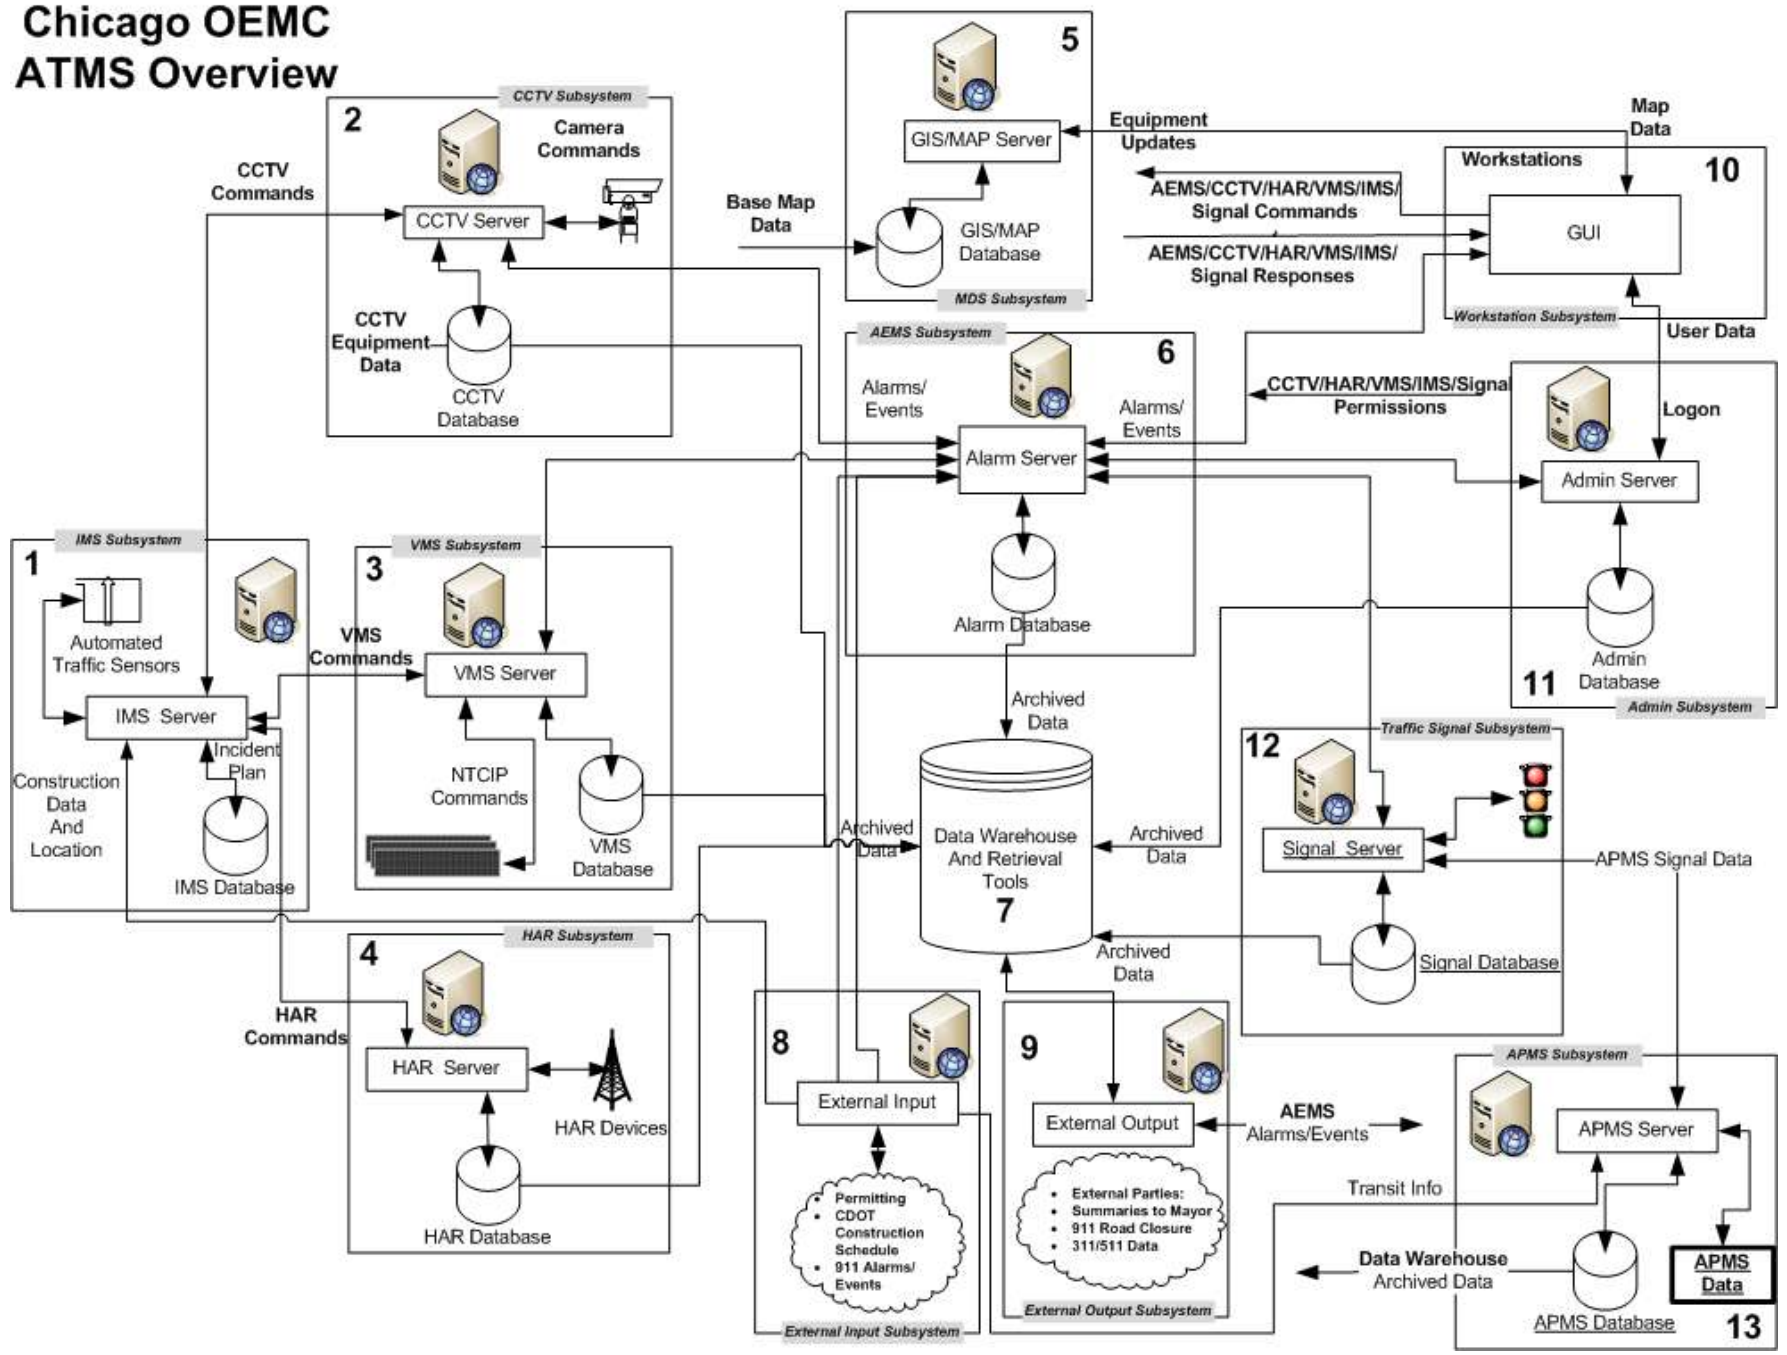 Chicago OEMC
ATMS Overview
CCTV Subsystem
2
Camera
Commands
CCTV
Commands
CCTV Server
CCTV
Equipment
Data
CCTV
Database
5
GIS/MAP Server
Base Map
Data
GIS/MAP
Database
MDS Subsystem
Equipment
Updates
Map
Data
Workstations
10
AEMS/CCTV/HAR/VMS/IMS/
Signal Commands
GUI
AEMS/CCTV/HAR/VMS/IMS/
Signal Responses
Workstation Subsystem
User Data
AEMS Subsystem
6
Alarms/
Events
Alarms/
Events
Alarm Server
Alarm Database
CCTV/HAR/VMS/IMS/Signal
Permissions
Logon
Admin Server
Admin
Database
11
Admin Subsystem
IMS Subsystem
1
Automated
Traffic Sensors
IMS Server
Incident
Plan
Construction
Data
And
Location
IMS Database
VMS Subsystem
3
VMS
Commands
VMS Server
NTCIP
Commands
VMS
Database
Archived
Data
Archived
Data
Data Warehouse
And Retrieval
Tools
7
Archived
Data
Archived
Data
Traffic Signal Subsystem
12
Signal Server
APMS Signal Data
Signal Database
HAR Subsystem
4
HAR
Commands
HAR Server
HAR Devices
HAR Database
8
External Input
• Permitting
• CDOT
Construction
Schedule
• 911 Alarms/
Events
External Input Subsystem
9
External Output
• External Parties:
• Summaries to Mayor
• 911 Road Closure
• 311/511 Data
External Output Subsystem
AEMS
Alarms/Events
APMS Subsystem
APMS Server
Transit Info
Data Warehouse
Archived Data
APMS
Data
APMS Database
13